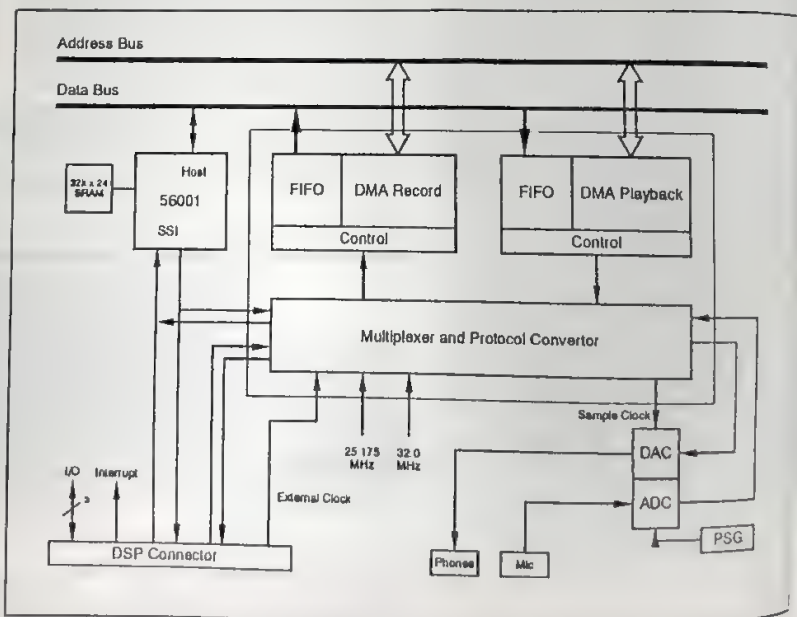 Address Bus
Data Bus
Host
56001
SSI
32k x 24
SRAM
FIFO
DMA Record
Control
FIFO
DMA Playback
Control
Multiplexer and Protocol Convertor
25.175
MHz
32.0
MHz
Sample Clock
DAC
ADC
PSG
I/O
3
Interrupt
External Clock
DSP Connector
Phones
Mic